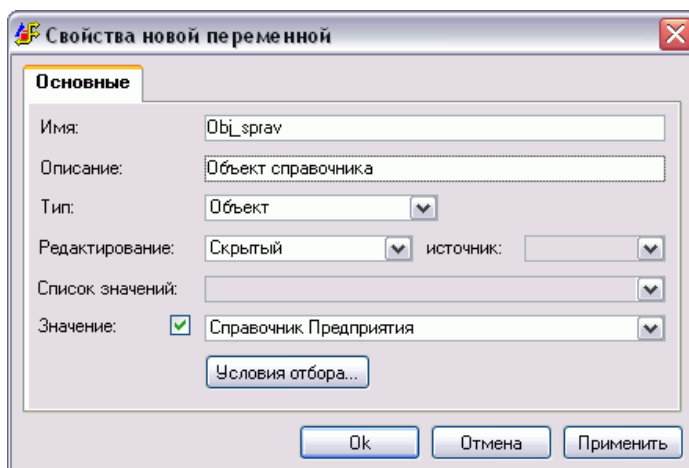 Свойства новой переменной
Основные
Имя: Obj_sprav
Описание: Объект справочника
Тип: Объект
Редактирование: Скрытый источник:
Список значений:
Значение: Справочник Предприятия
Условия отбора...
Ok Отмена Применить